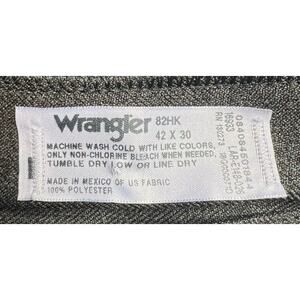 Wrangler 82HK
42 X 30
MACHINE WASH COLD WITH LIKE COLORS,
ONLY NON-CHLORINE BLEACH WHEN NEEDED,
TUMBLE DRY LOW OR LINE DRY
MADE IN MEXICO OF US FABRIC
100% POLYESTER